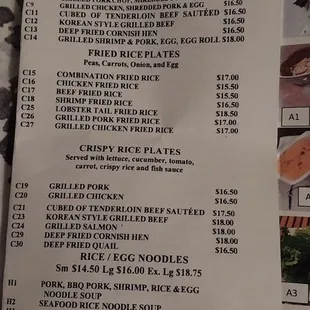 C9 GRILLED CHICKEN, SHREDDED PORK & EGG $16.50
C11 CUBED OF TENDERLOIN BEEF SAUTÉED $16.50
C12 KOREAN STYLE GRILLED BEEF $16.50
C13 DEEP FRIED CORNISH HEN $16.50
C14 GRILLED SHRIMP & PORK, EGG, EGG ROLL $18.00
FRIED RICE PLATES
Peas, Carrots, Onion, and Egg
C15 COMBINATION FRIED RICE $17.00
C16 CHICKEN FRIED RICE $15.50
C17 BEEF FRIED RICE $15.50
C18 SHRIMP FRIED RICE $16.50
C25 LOBSTER TAIL FRIED RICE $18.50
C26 GRILLED PORK FRIED RICE $17.00
C27 GRILLED CHICKEN FRIED RICE $17.00
CRISPY RICE PLATES
Served with lettuce, cucumber, tomato,
carrot, crispy rice and fish sauce
C19 GRILLED PORK $16.50
C20 GRILLED CHICKEN $16.50
C21 CUBED OF TENDERLOIN BEEF SAUTÉED $17.50
C23 KOREAN STYLE GRILLED BEEF $18.00
C24 GRILLED SALMON $18.00
C29 DEEP FRIED CORNISH HEN $18.00
C30 DEEP FRIED QUAIL $16.50
RICE / EGG NOODLES
Sm $14.50 Lg $16.00 Ex. Lg $18.75
H1 PORK, BBQ PORK, SHRIMP, RICE & EGG
NOODLE SOUP
H2 SEAFOOD RICE NOODLE SOUP
A1
A3